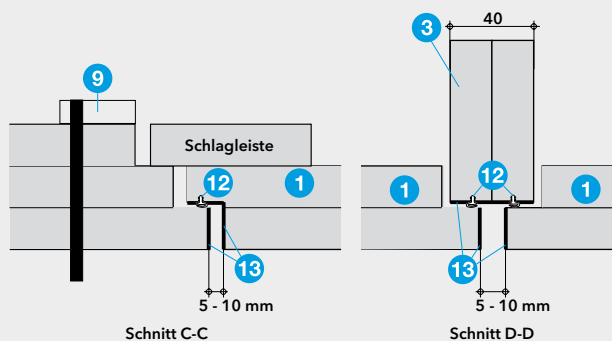 40
3
9
Schlagleiste
12
1
12
1
1
13
13
5 - 10 mm
5 - 10 mm
Schnitt C-C
Schnitt D-D